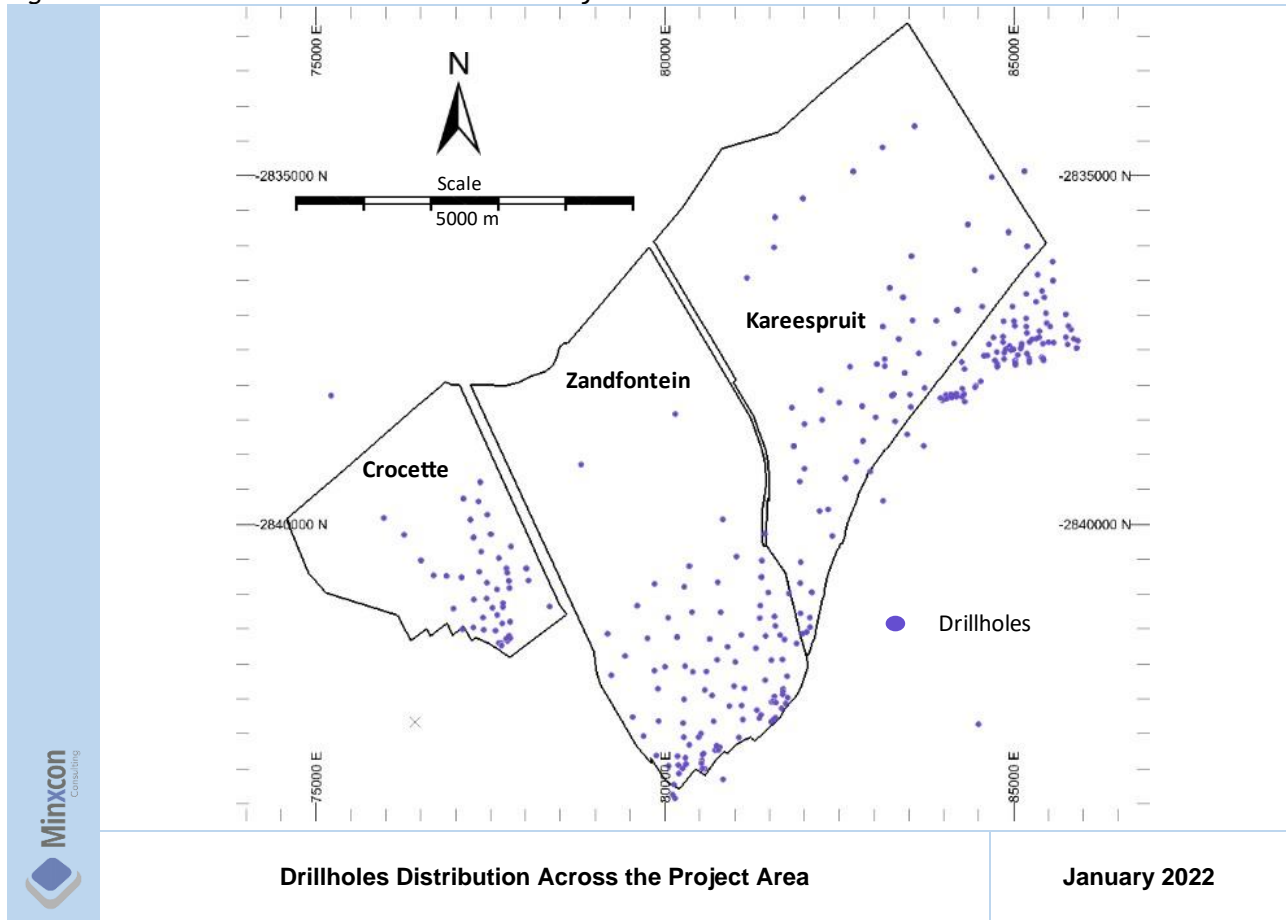 75000 E
80000 E
85000 E
N
-2835000 N
-2835000 N
Scale
5000 m
Kareespruit
Zandfontein
Crocette
-2840000 N
-2840000 N
Drillholes
75000 E
80000 E
85000 E
Minxcon
Consulting
Drillholes Distribution Across the Project Area
January 2022